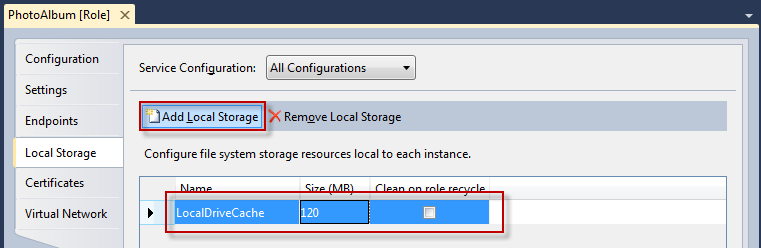 PhotoAlbum [Role]
Configuration
Service Configuration: All Configurations
Settings
Endpoints
Add Local Storage Remove Local Storage
Local Storage
Configure file system storage resources local to each instance.
Certificates
Name Size (MB) Clean on role recycle
Virtual Network
LocalDriveCache 120